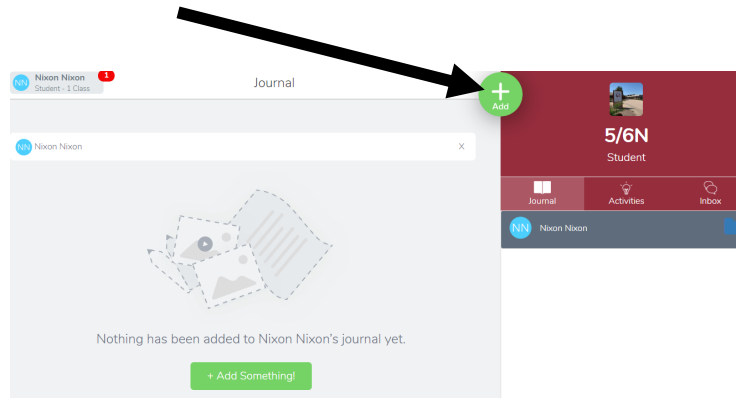 NN
Nixon Nixon
Student - 1 Class
1
Journal
Add
NN Nixon Nixon
X
Nothing has been added to Nixon Nixon's journal yet.
+ Add Something!
5/6N
Student
Journal
Activities
Inbox
NN Nixon Nixon